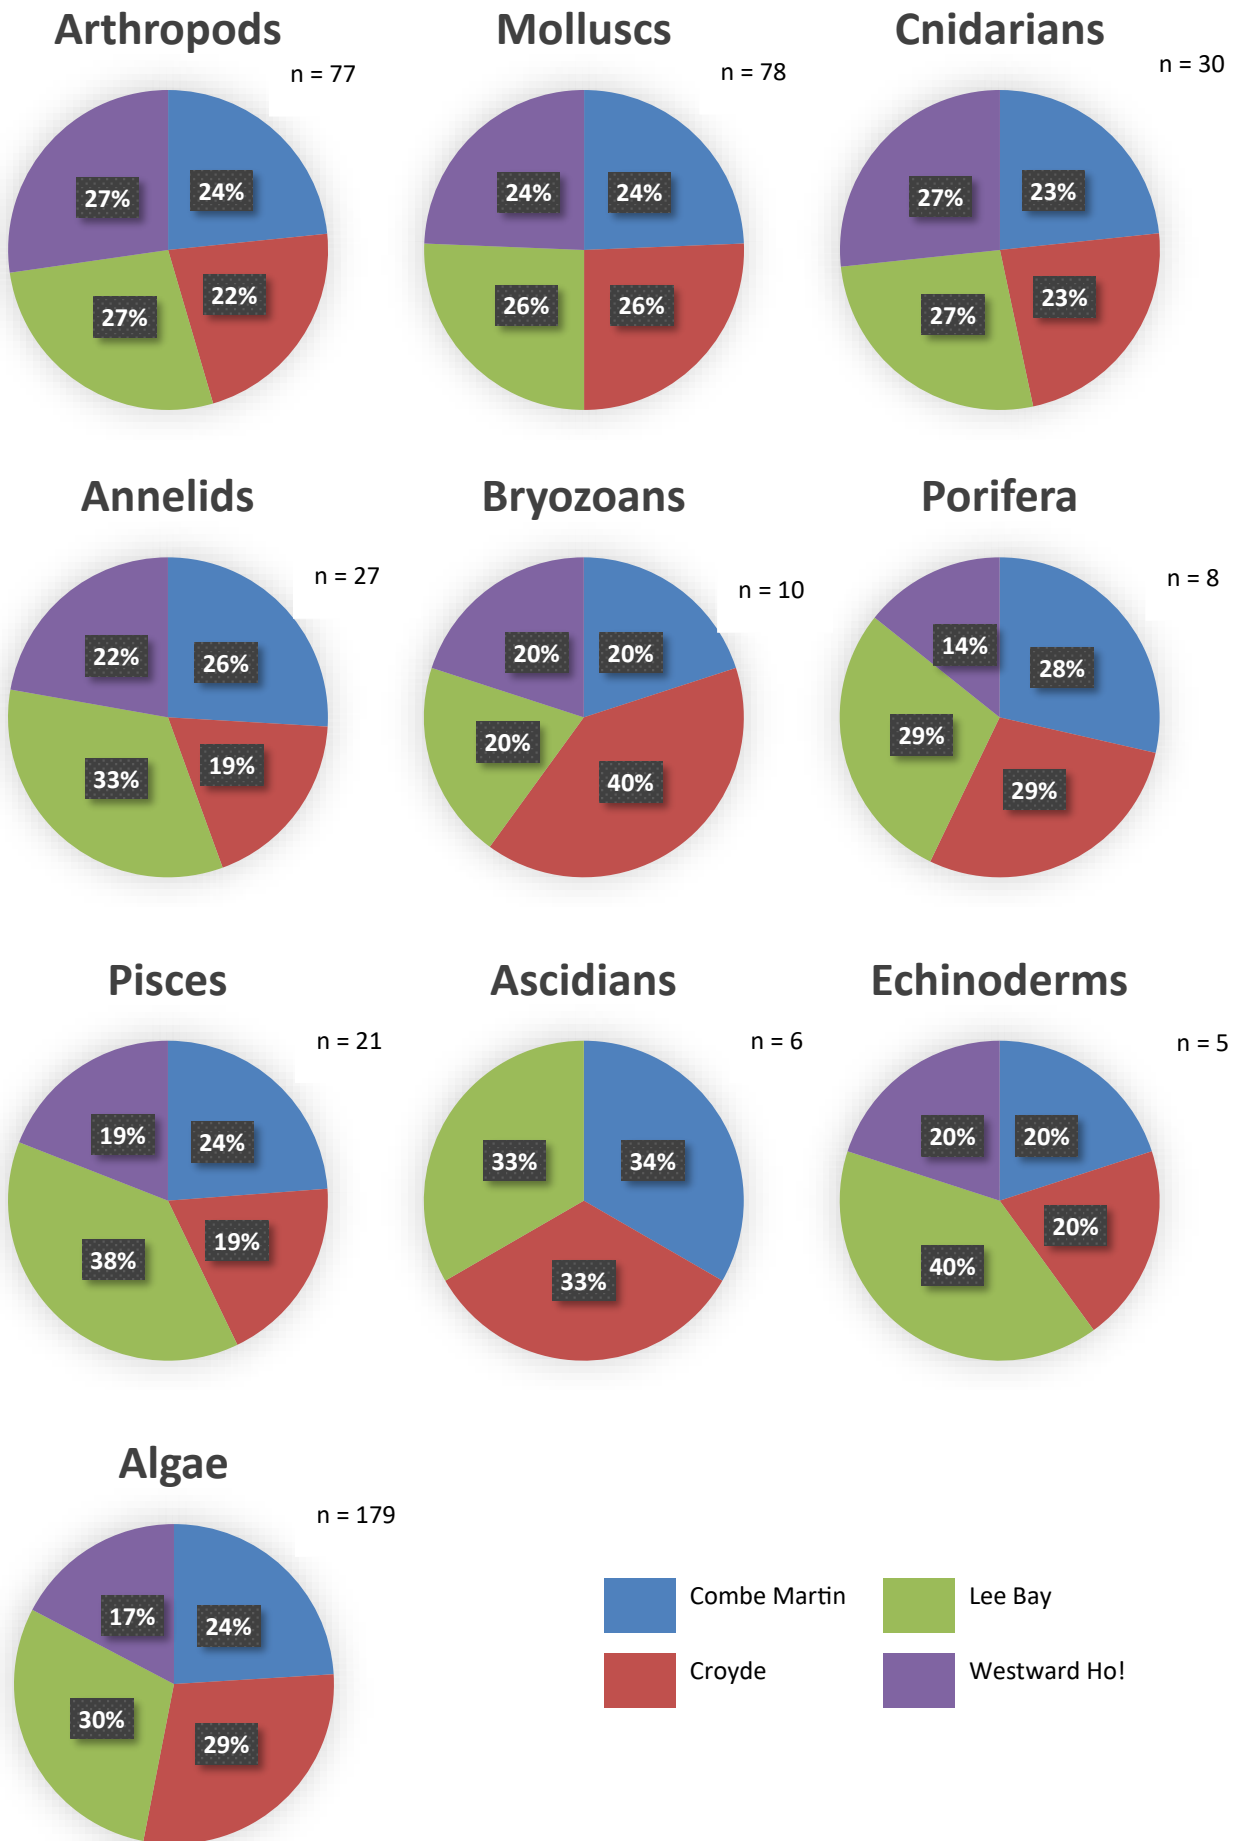 Arthropods
n = 77
24%
22%
27%
27%
Molluscs
n = 78
24%
26%
26%
24%
Cnidarians
n = 30
23%
23%
27%
27%
Annelids
n = 27
26%
19%
33%
22%
Bryozoans
n = 10
20%
40%
20%
20%
Porifera
n = 8
28%
29%
29%
14%
Pisces
n = 21
24%
19%
38%
19%
Ascidians
n = 6
34%
33%
33%
Echinoderms
n = 5
20%
20%
40%
20%
Algae
n = 179
24%
29%
30%
17%
Combe Martin
Lee Bay
Croyde
Westward Ho!